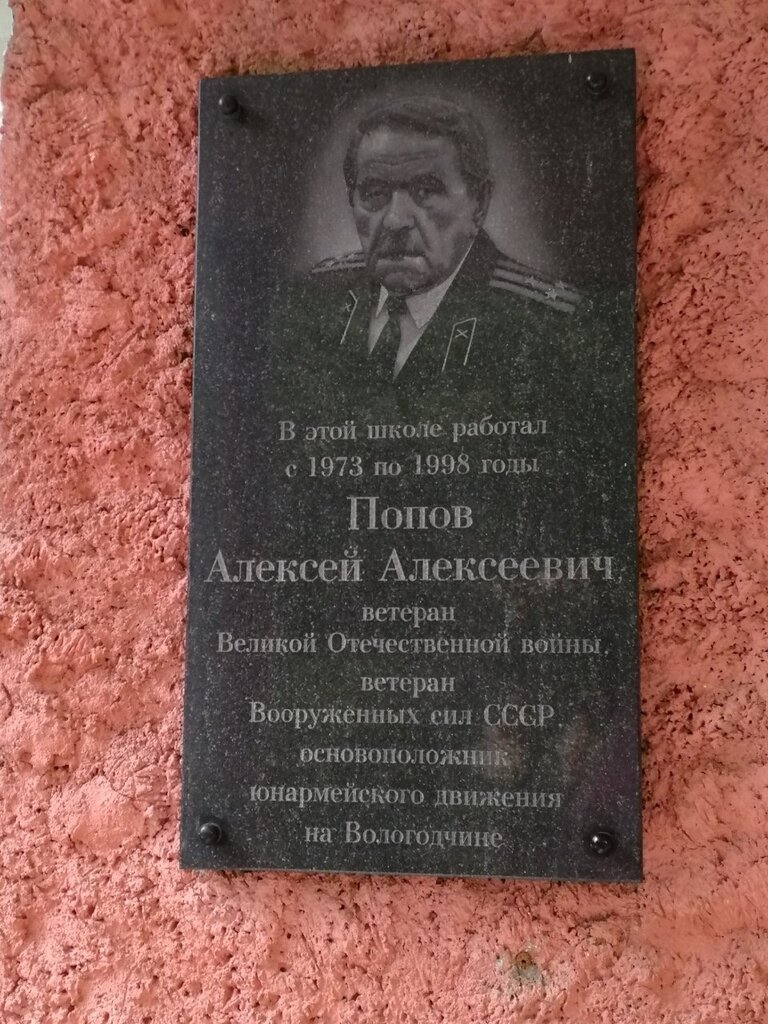 В этой школе работал
с 1973 по 1998 годы
Попов
Алексей Алексеевич
ветеран
Великой Отечественной войны,
ветеран
Вооруженных сил СССР,
основоположник
юнармейского движения
на Вологодчине